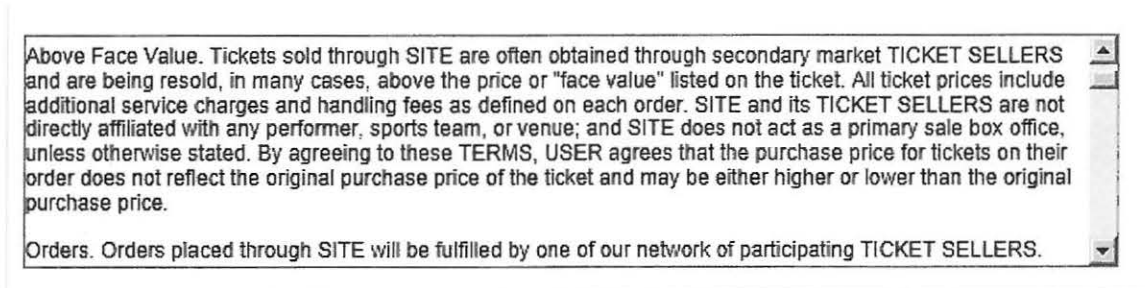 Above Face Value. Tickets sold through SITE are often obtained through secondary market TICKET SELLERS
and are being resold, in many cases, above the price or "face value" listed on the ticket. All ticket prices include
additional service charges and handling fees as defined on each order. SITE and its TICKET SELLERS are not
directly affiliated with any performer, sports team, or venue; and SITE does not act as a primary sale box office,
unless otherwise stated. By agreeing to these TERMS, USER agrees that the purchase price for tickets on their
order does not reflect the original purchase price of the ticket and may be either higher or lower than the original
purchase price.
Orders. Orders placed through SITE will be fulfilled by one of our network of participating TICKET SELLERS.